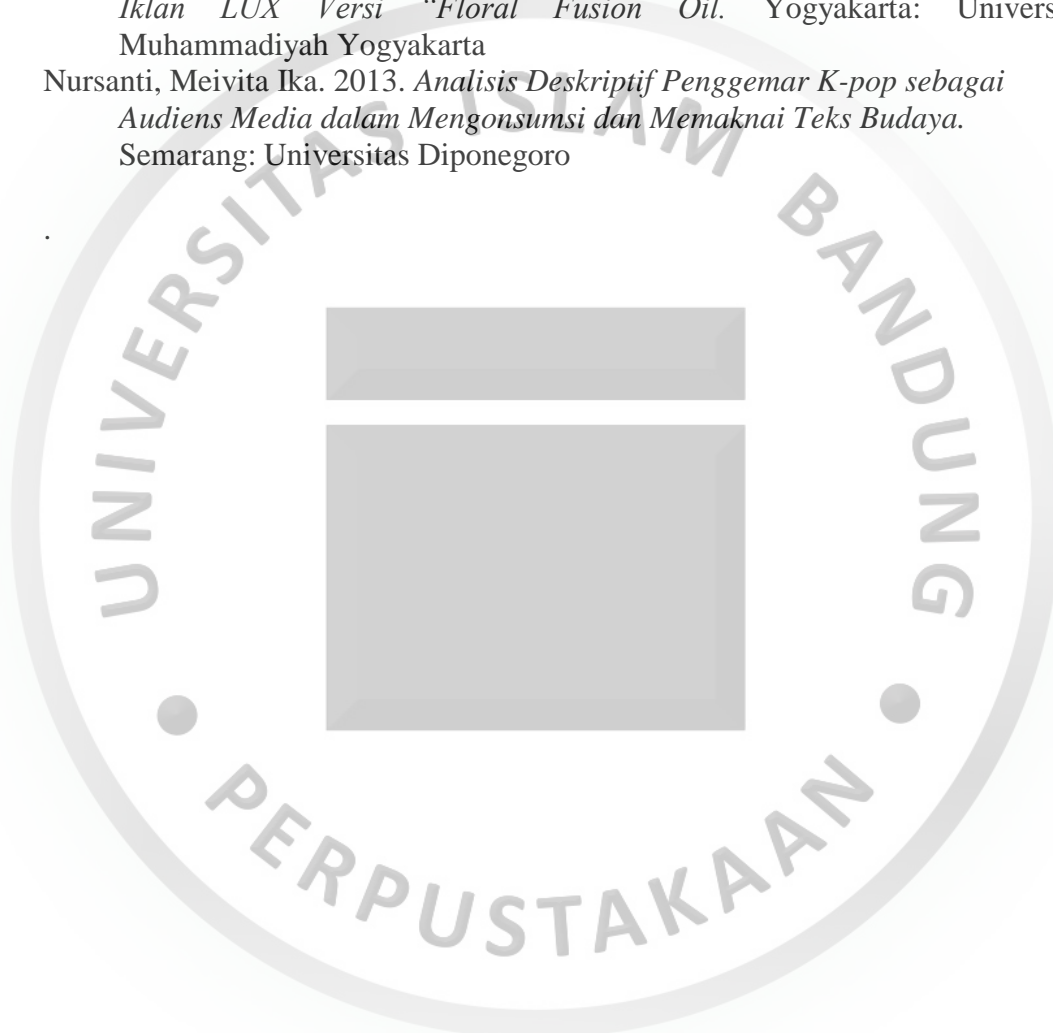 Iklan LUX Versi “Floral Fusion Oil. Yogyakarta:
Muhammadiyah Yogyakarta
Nursanti, Meivita Ika. 2013. Analisis Deskriptif Penggemar K-pop sebagai
Audiens Media dalam Mengonsumsi dan Memaknai Teks Budaya.
Semarang: Universitas Diponegoro
.
UNIVERSITAS ISLAM BANDUNG
• PERPUSTAKAAN •